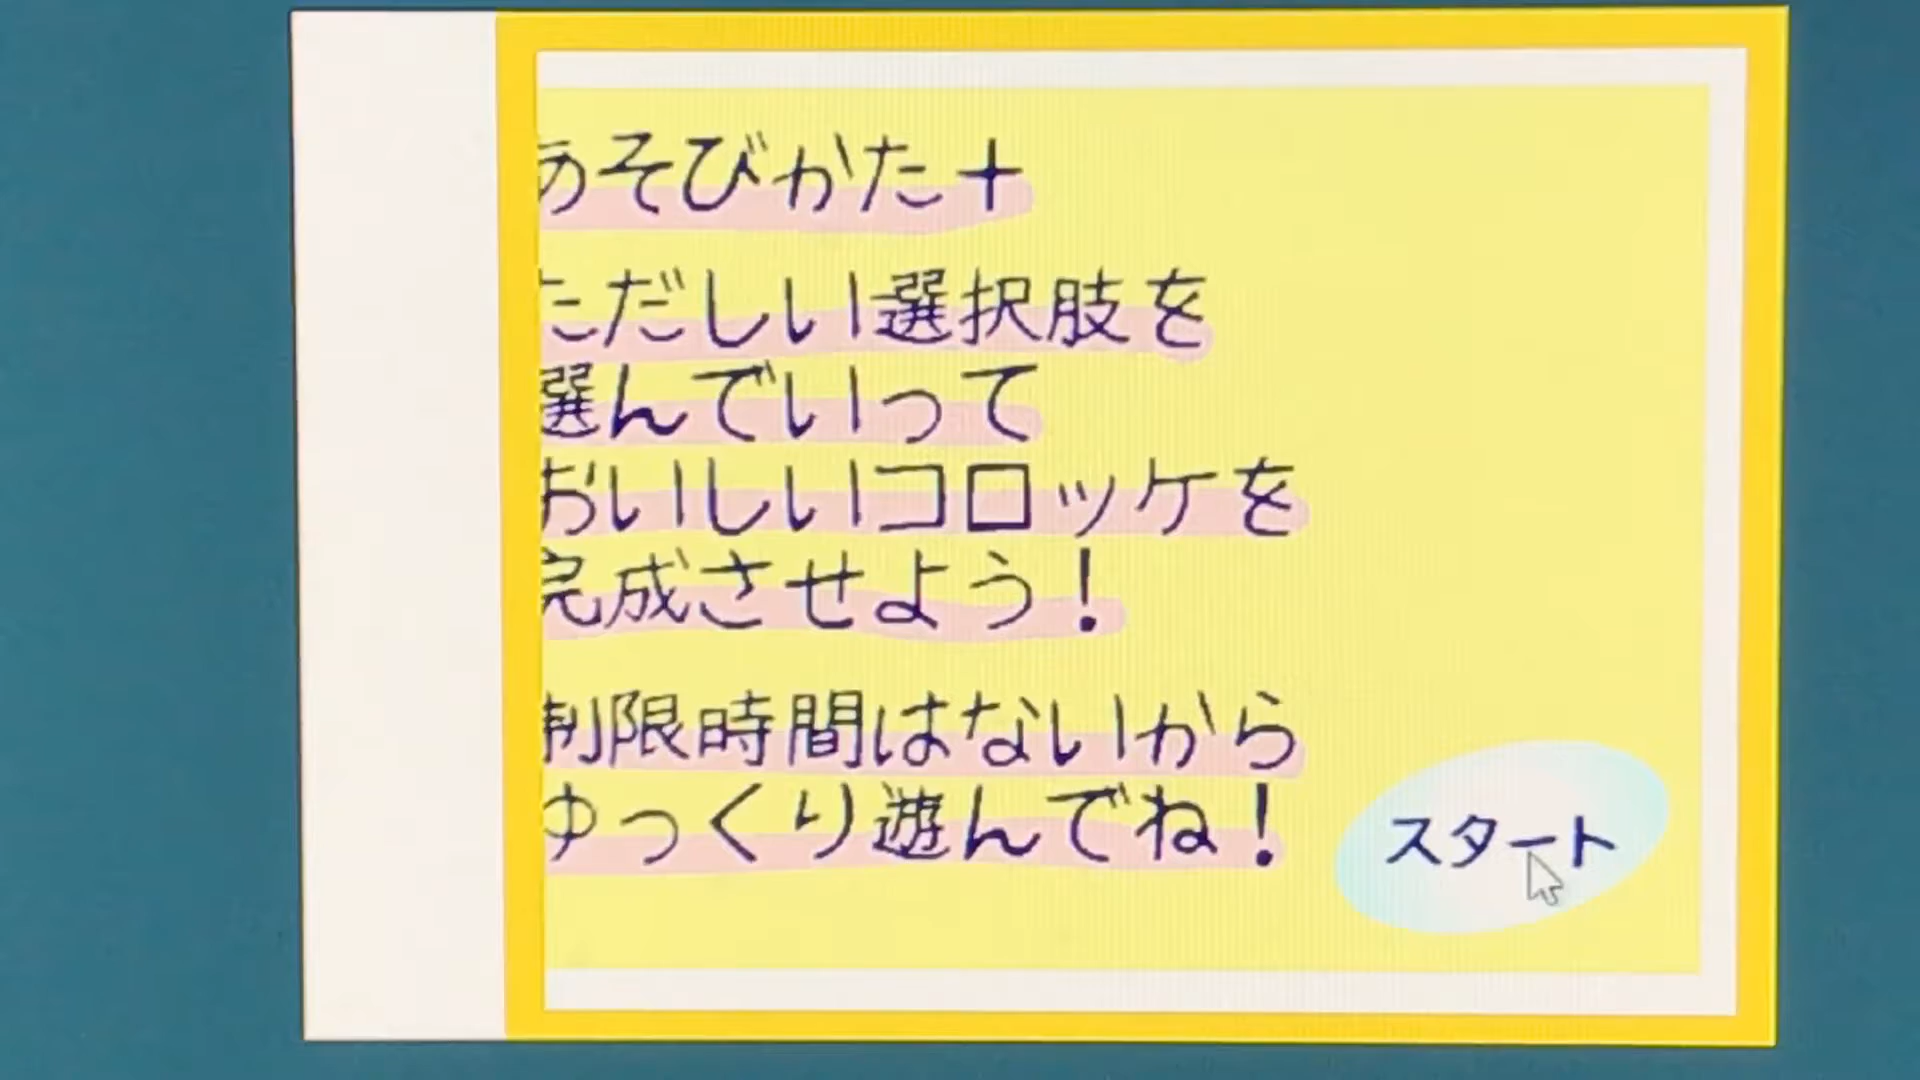 あそびかた＋
ただしい選択肢を
選んでいって
おいしいコロッケを
完成させよう！
制限時間はないから
ゆっくり遊んでね！
スタート